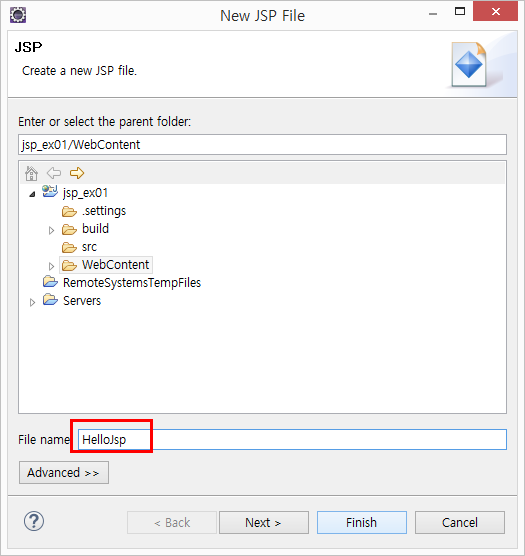 New JSP File
JSP
Create a new JSP file.
Enter or select the parent folder:
jsp_ex01/WebContent
jsp_ex01
.settings
build
src
WebContent
RemoteSystemsTempFiles
Servers
File name
HelloJsp
Advanced >>
< Back
Next >
Finish
Cancel